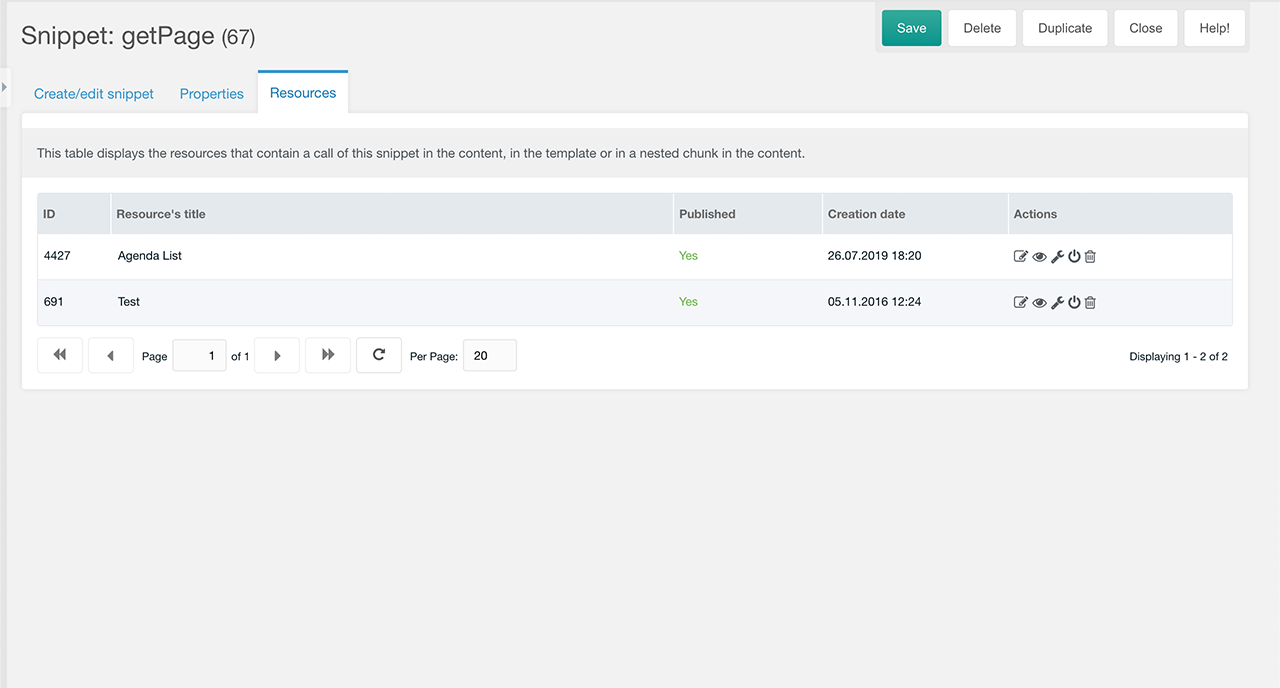 Snippet: getPage (67)
Save Delete Duplicate Close Help!
Create/edit snippet Properties Resources
This table displays the resources that contain a call of this snippet in the content, in the template or in a nested chunk in the content.
ID Resource's title Published Creation date Actions
4427 Agenda List Yes 26.07.2019 18:20
691 Test Yes 05.11.2016 12:24
Page 1 of 1 Per Page: 20 Displaying 1 - 2 of 2